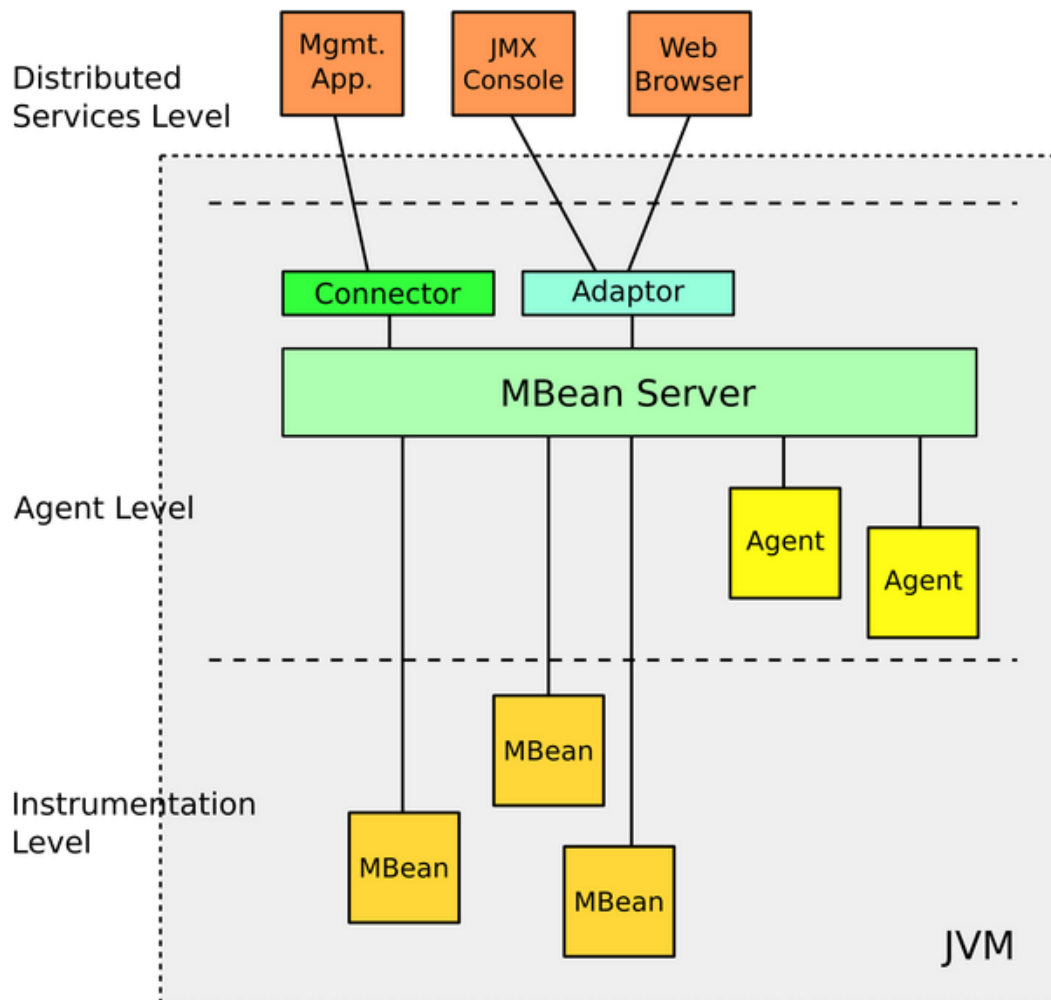 Mgmt.
App.
JMX
Console
Web
Browser
Distributed
Services Level
Connector
Adaptor
MBean Server
Agent Level
Agent
Agent
MBean
Instrumentation
Level
MBean
MBean
JVM